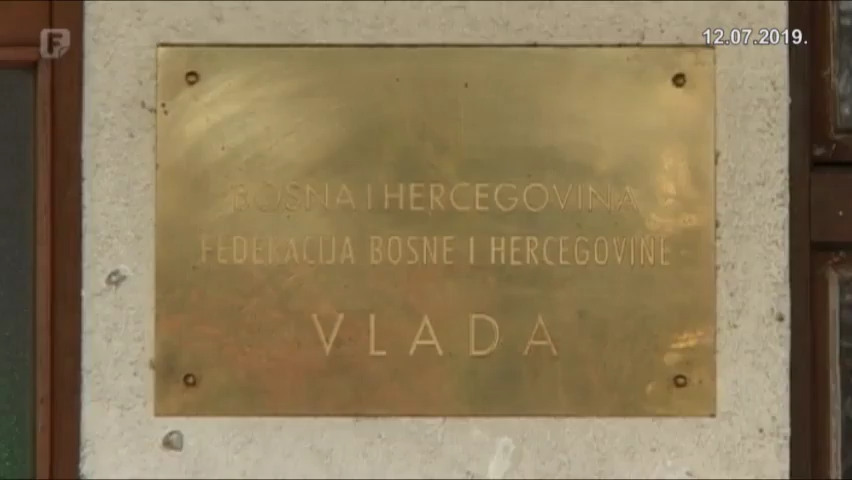 F
12.07.2019.
BOSNA I HERCEGOVINA
FEDERACIJA BOSNE I HERCEGOVINE
VLADA